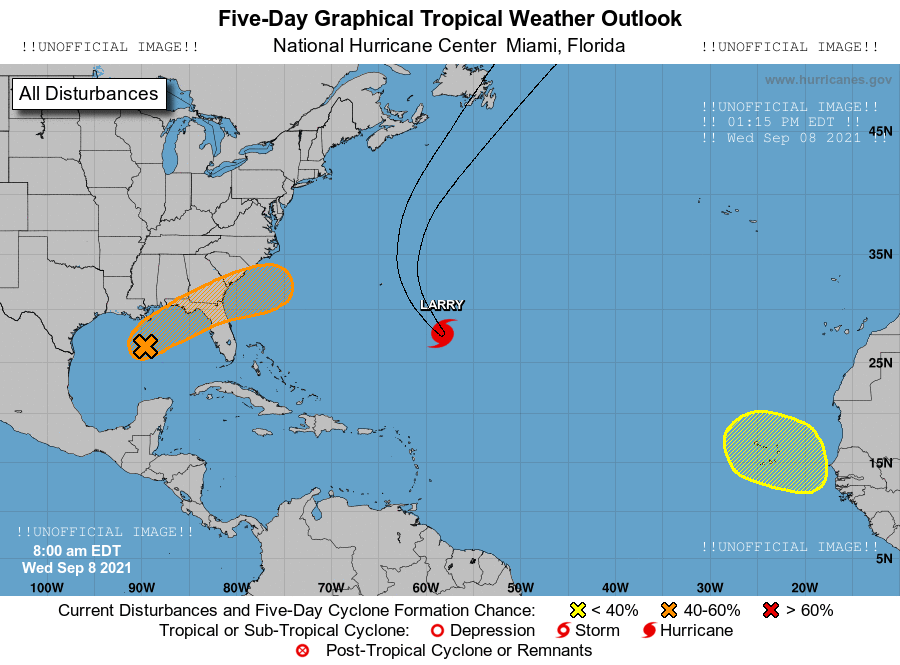 Five-Day Graphical Tropical Weather Outlook
!!UNOFFICIAL IMAGE!! National Hurricane Center Miami, Florida !!UNOFFICIAL IMAGE!!
www.hurricanes.gov
All Disturbances
!!UNOFFICIAL IMAGE!!
!! 01:15 PM EDT !!
!! Wed Sep 08 2021 !!
45N
35N
LARRY
25N
15N
!!UNOFFICIAL IMAGE!!
8:00 am EDT
Wed Sep 8 2021
!!UNOFFICIAL IMAGE!!
5N
100W 90W 80W 70W 60W 50W 40W 30W 20W
Current Disturbances and Five-Day Cyclone Formation Chance: < 40% 40-60% > 60%
Tropical or Sub-Tropical Cyclone: Depression Storm Hurricane
Post-Tropical Cyclone or Remnants